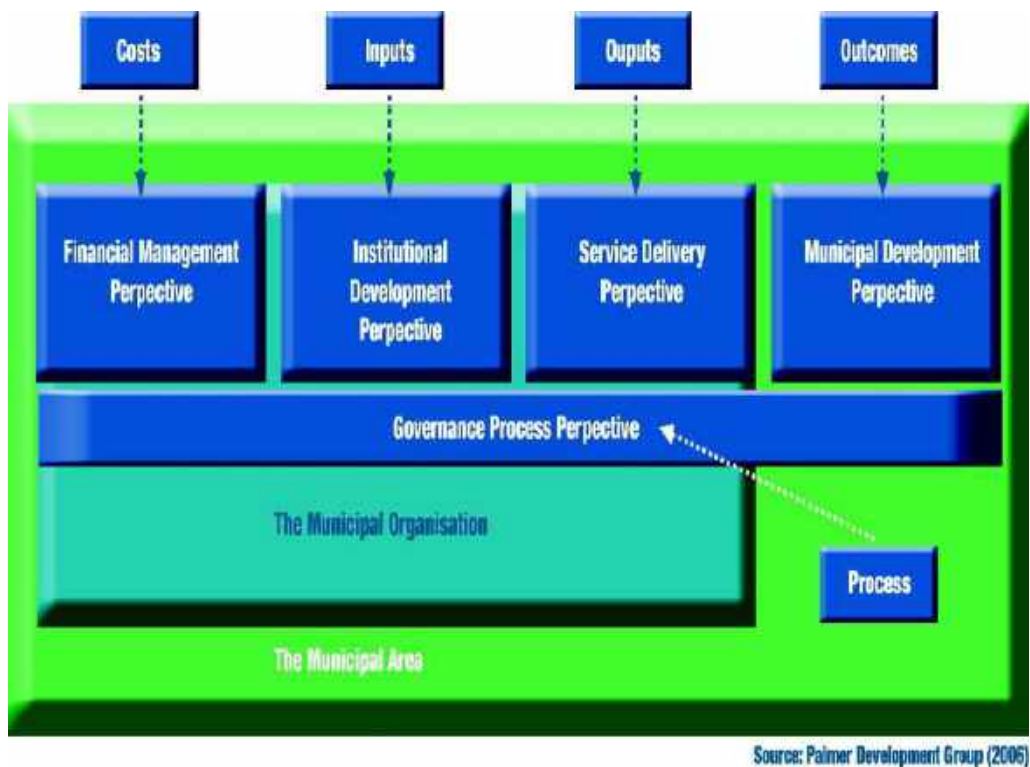 Costs
Inputs
Ouputs
Outcomes
Financial Management
Perpective
Institutional
Development
Perpective
Service Delivery
Perpective
Municipal Development
Perpective
Governance Process Perpective
The Municipal Organisation
Process
The Municipal Area
Source: Palmer Development Group (2006)